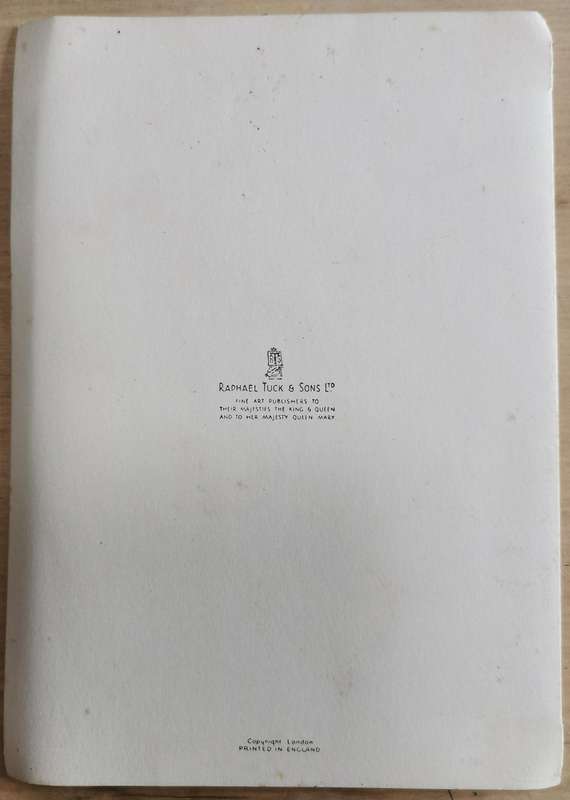 RAPHAEL TUCK & SONS LTD
FINE ART PUBLISHERS TO
THEIR MAJESTIES THE KING & QUEEN
AND TO HER MAJESTY QUEEN MARY
Copyright London
PRINTED IN ENGLAND